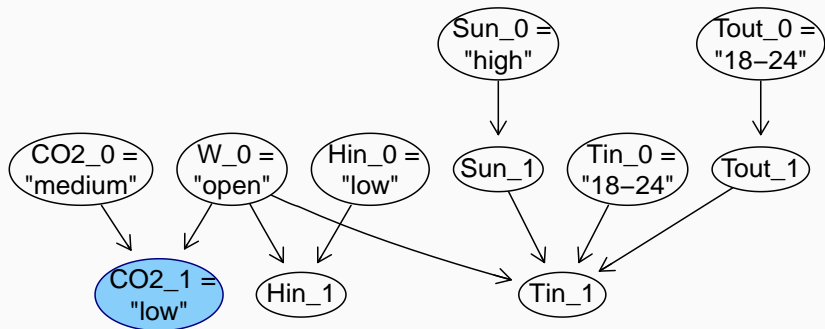 Sun_0 =
"high"
Tout_0 =
"18−24"
CO2_0 =
"medium"
W_0 =
"open"
Hin_0 =
"low"
Sun_1
Tin_0 =
"18−24"
Tout_1
CO2_1 =
"low"
Hin_1
Tin_1